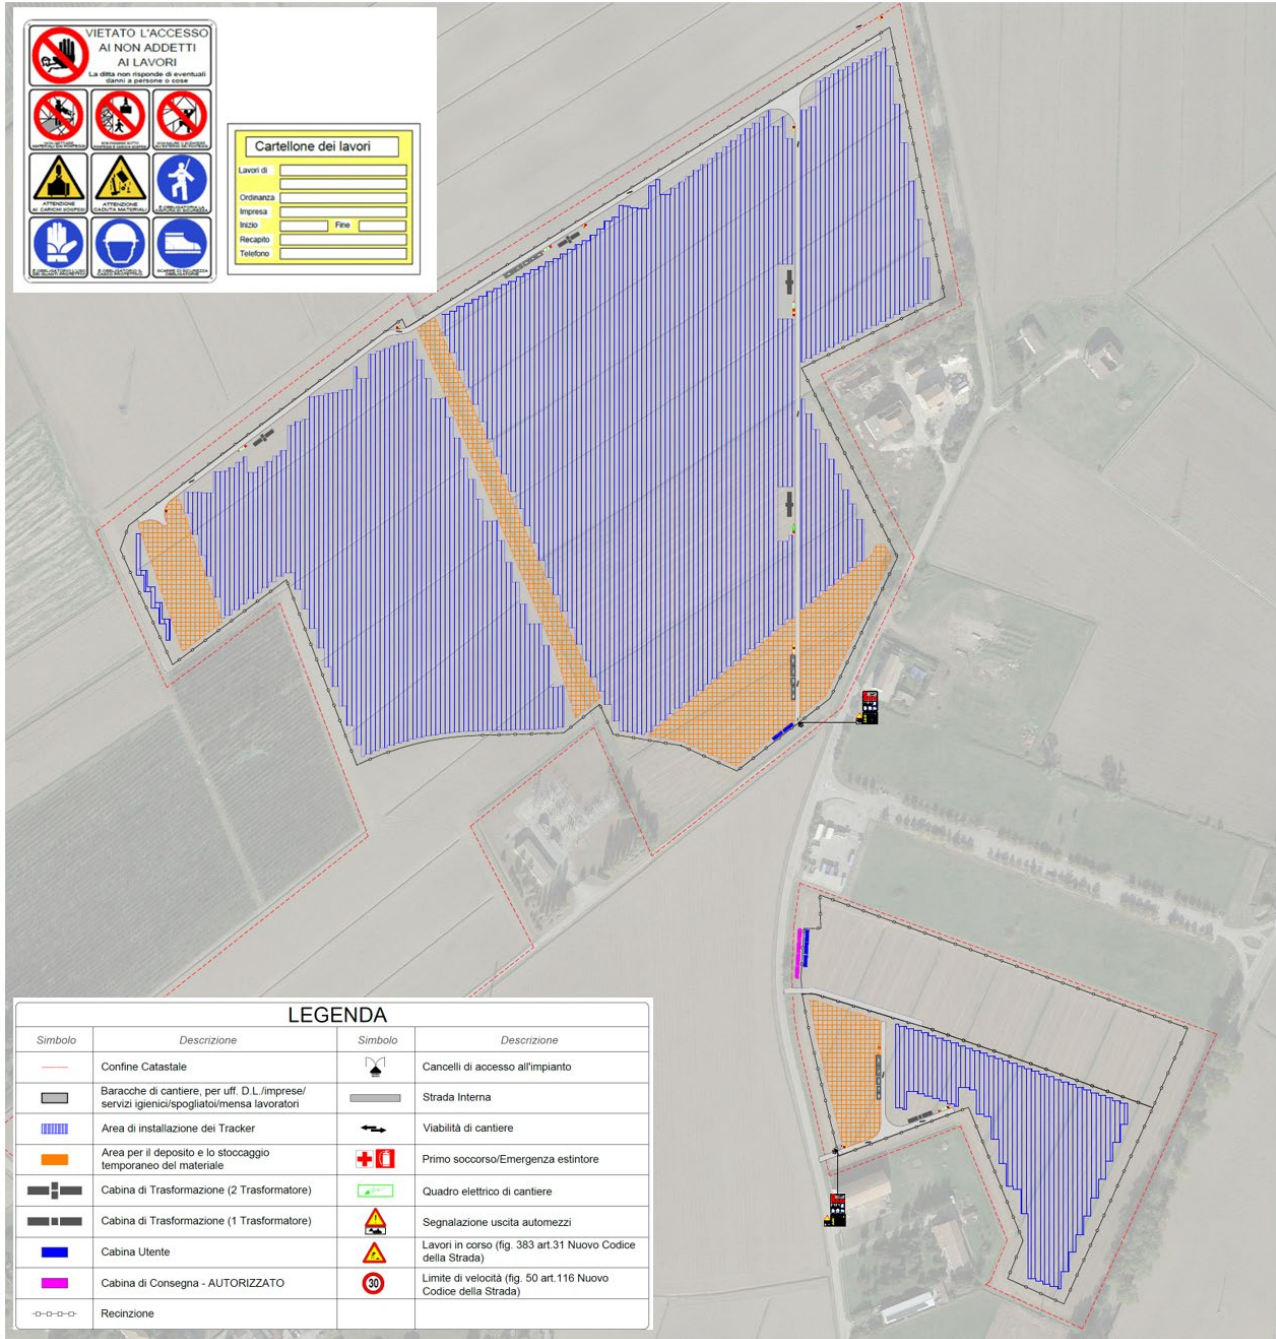 VIETATO L'ACCESSO
AI NON ADDETTI
AI LAVORI
La ditta non risponde di eventuali
danni a persone o cose
ATTENZIONE
AI CARICHI SOSPESI
ATTENZIONE
CADUTA MATERIALI
Cartellone dei lavori
Lavori di
Ordinanza
Impresa
Inizio
Fine
Recapito
Telefono
LEGENDA
Simbolo Descrizione Simbolo Descrizione
Confine Catastale
Cancelli di accesso all'impianto
Baracche di cantiere, per uff. D.L./imprese/
servizi igienici/spogliatoi/mensa lavoratori
Strada Interna
Area di installazione dei Tracker
Viabilità di cantiere
Area per il deposito e lo stoccaggio
temporaneo del materiale
Primo soccorso/Emergenza estintore
Cabina di Trasformazione (2 Trasformatore)
Quadro elettrico di cantiere
Cabina di Trasformazione (1 Trasformatore)
Segnalazione uscita automezzi
Cabina Utente
Lavori in corso (fig. 383 art.31 Nuovo Codice
della Strada)
Cabina di Consegna - AUTORIZZATO
30
Limite di velocità (fig. 50 art.116 Nuovo
Codice della Strada)
Recinzione